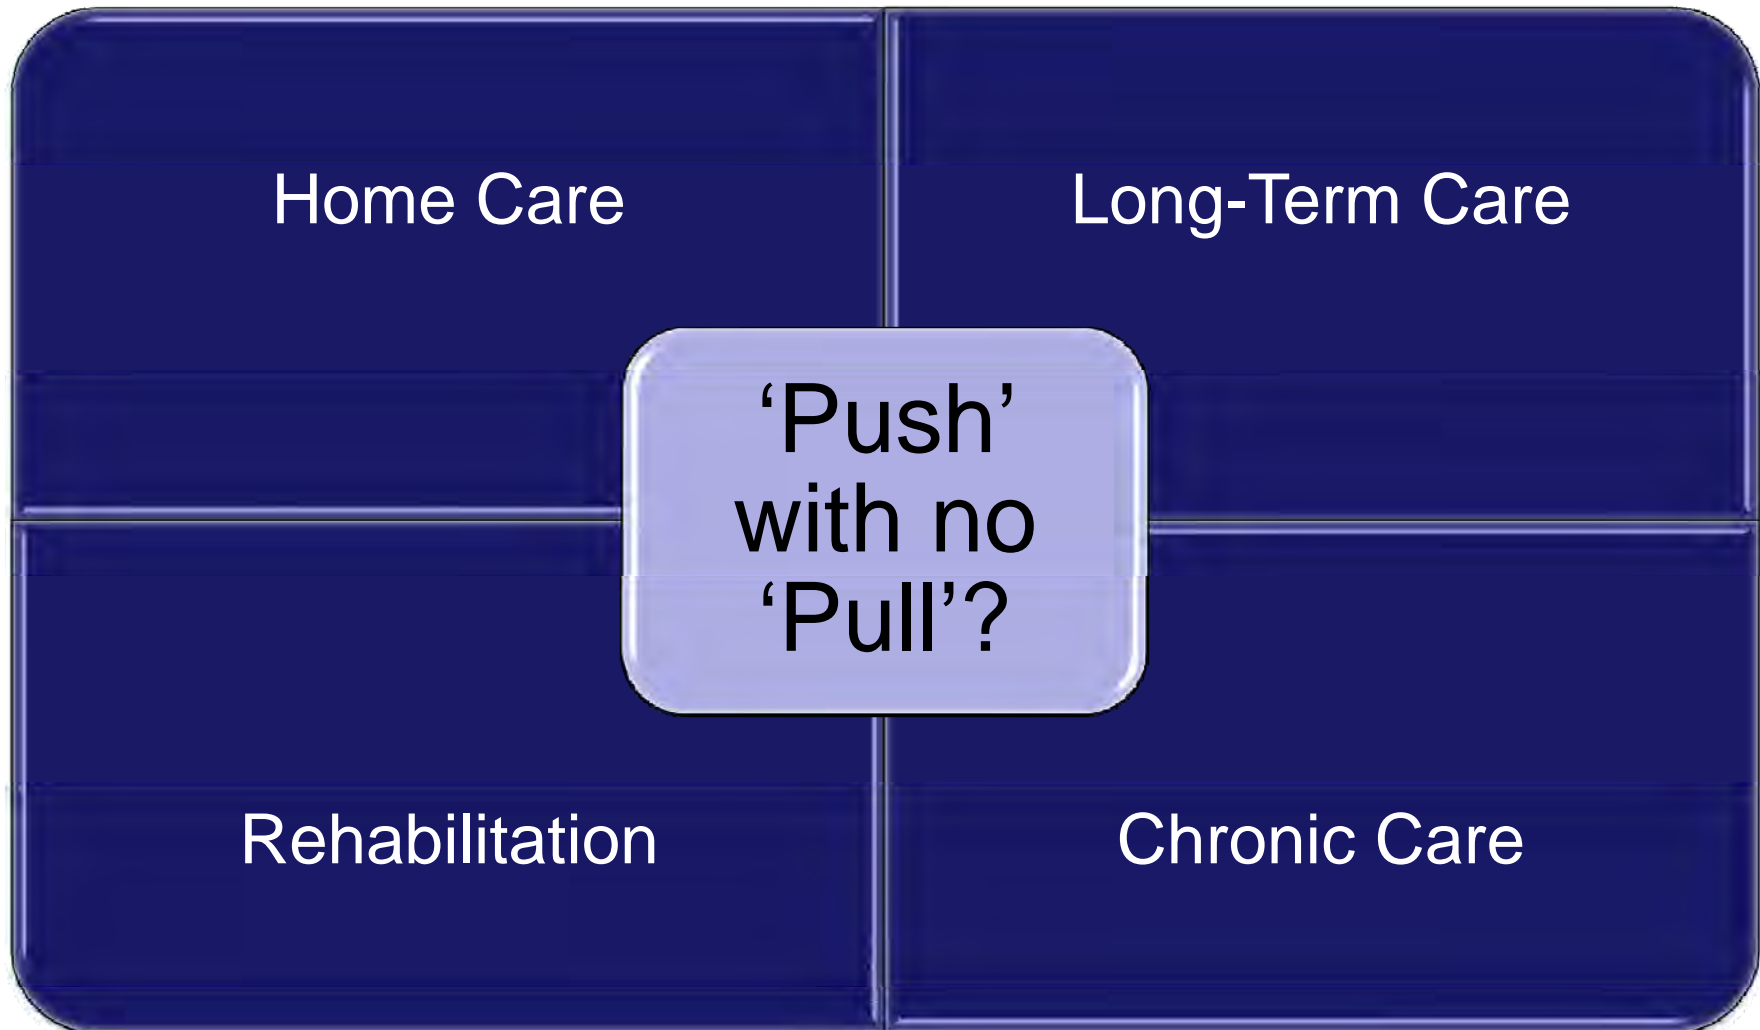 Home Care
Long-Term Care
‘Push’
with no
‘Pull’?
Rehabilitation
Chronic Care